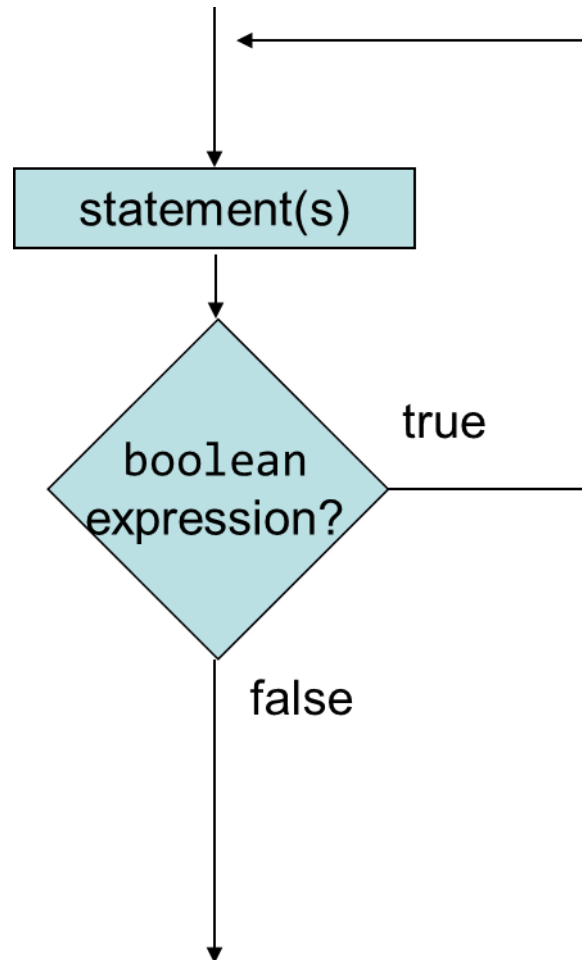 statement(s)
true
boolean
expression?
false